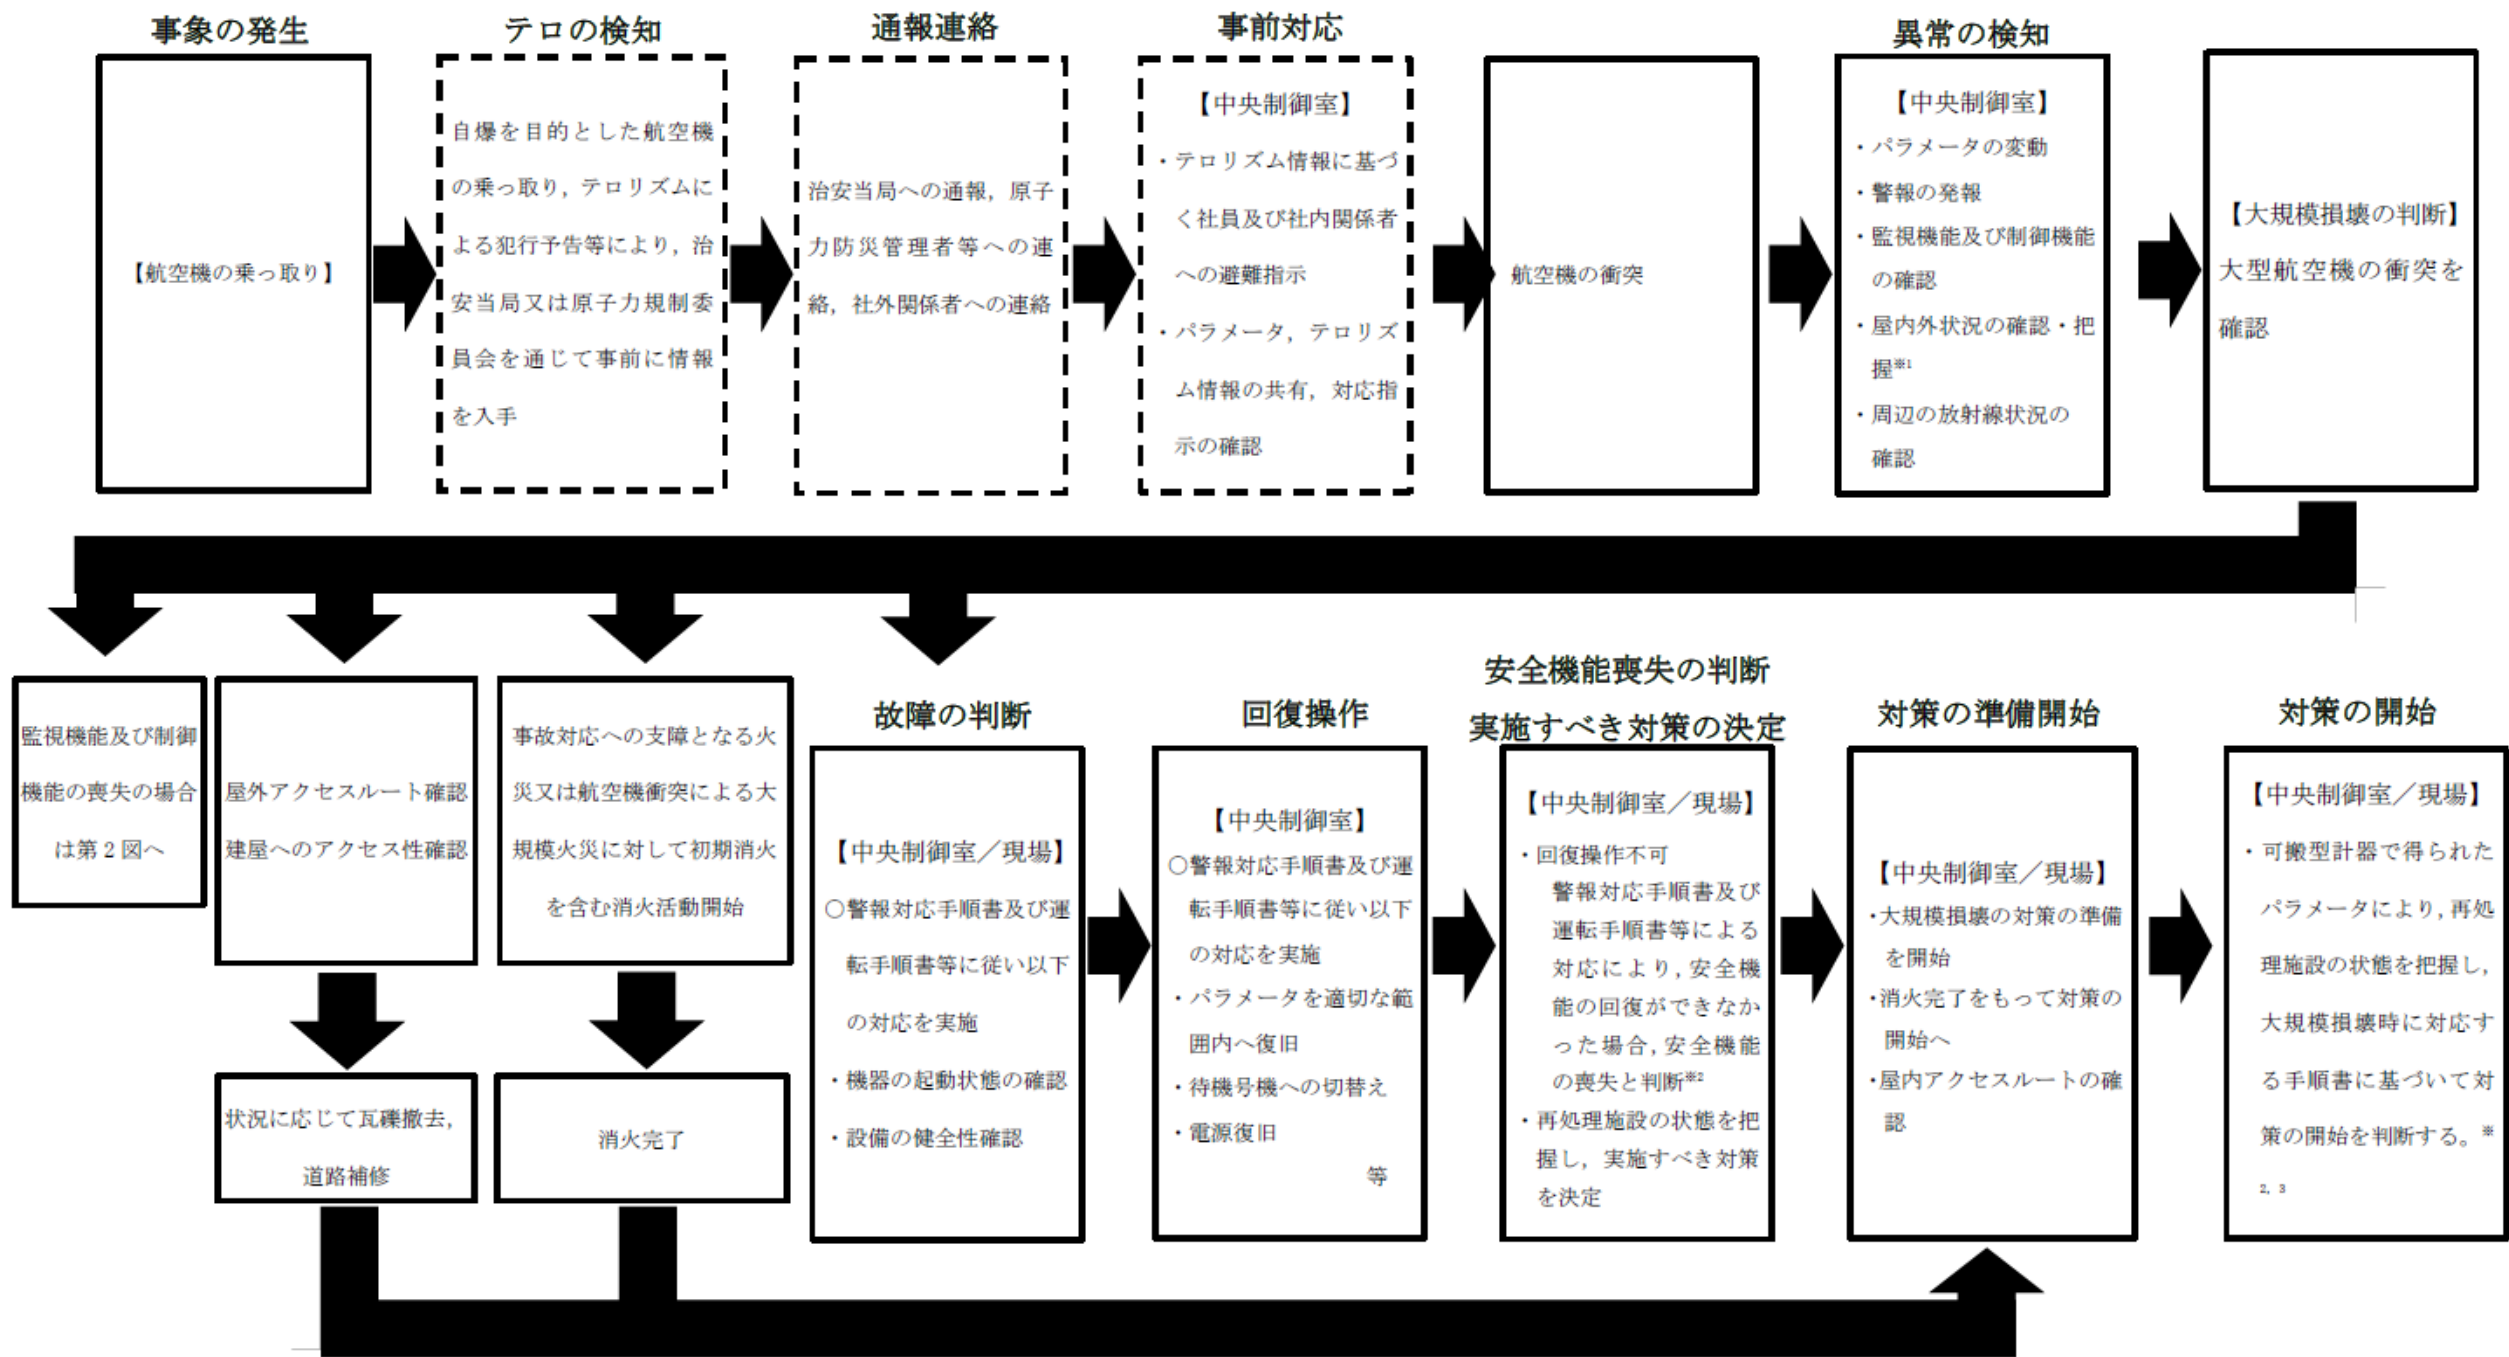 事象の発生
【航空機の乗っ取り】
テロの検知
自爆を目的とした航空機
の乗っ取り，テロリズムに
よる犯行予告等により，治
安当局又は原子力規制委
員会を通じて事前に情報
を入手
通報連絡
治安当局への通報，原子
力防災管理者等への連
絡，社外関係者への連絡
事前対応
【中央制御室】
・テロリズム情報に基づ
く社員及び社内関係者
への避難指示
・パラメータ，テロリズ
ム情報の共有，対応指
示の確認
航空機の衝突
異常の検知
【中央制御室】
・パラメータの変動
・警報の発報
・監視機能及び制御機能
の確認
・屋内外状況の確認・把
握※1
・周辺の放射線状況の
確認
【大規模損壊の判断】
大型航空機の衝突を
確認
監視機能及び制御
機能の喪失の場合
は第２図へ
屋外アクセスルート確認
建屋へのアクセス性確認
状況に応じて瓦礫撤去，
道路補修
事故対応への支障となる火
災又は航空機衝突による大
規模火災に対して初期消火
を含む消火活動開始
消火完了
故障の判断
【中央制御室／現場】
○警報対応手順書及び運
転手順書等に従い以下
の対応を実施
・機器の起動状態の確認
・設備の健全性確認
回復操作
【中央制御室】
○警報対応手順書及び運
転手順書等に従い以下
の対応を実施
・パラメータを適切な範
囲内へ復旧
・待機号機への切替え
・電源復旧
等
安全機能喪失の判断
実施すべき対策の決定
【中央制御室／現場】
・回復操作不可
警報対応手順書及び
運転手順書等による
対応により，安全機
能の回復ができなか
った場合，安全機能
の喪失と判断※2
・再処理施設の状態を把
握し，実施すべき対策
を決定
対策の準備開始
【中央制御室／現場】
・大規模損壊の対策の準備
を開始
・消火完了をもって対策の
開始へ
・屋内アクセスルートの確
認
対策の開始
【中央制御室／現場】
・可搬型計器で得られた
パラメータにより，再処
理施設の状態を把握し，
大規模損壊時に対応す
る手順書に基づいて対
策の開始を判断する。※
2, 3